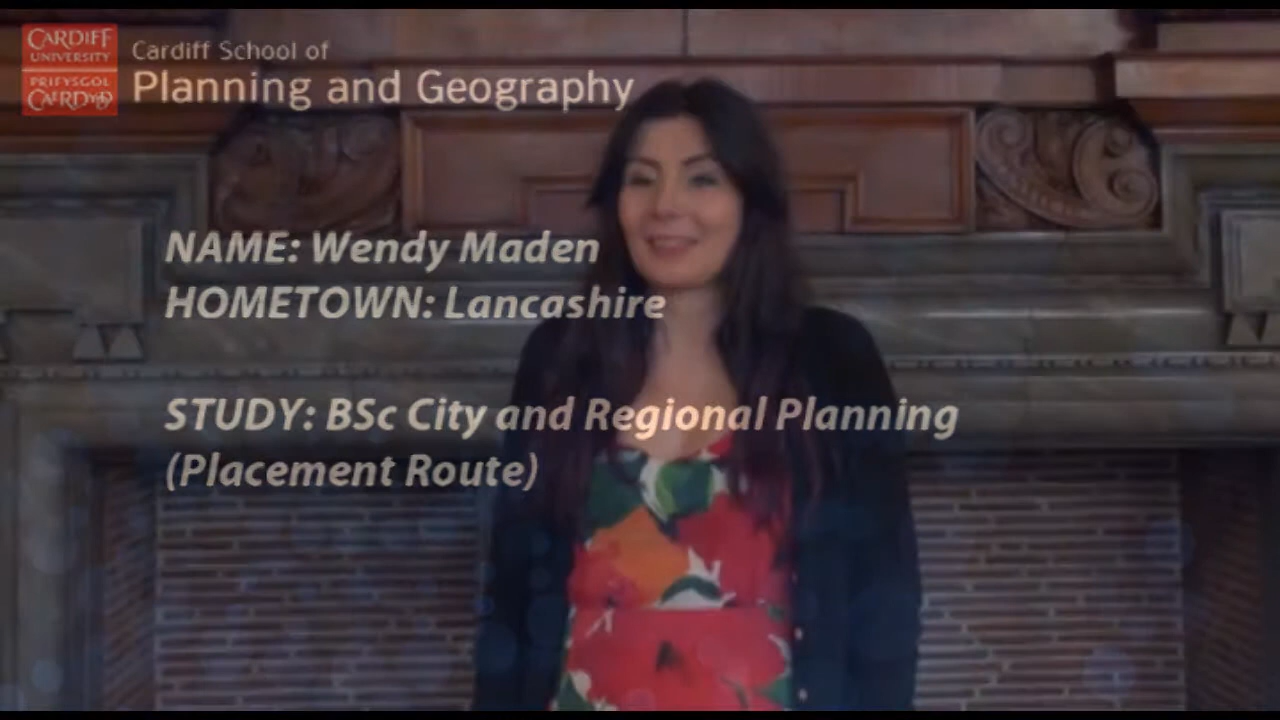 CARDIFF
UNIVERSITY
PRIFYSGOL
CAERDYDD
Cardiff School of
Planning and Geography
NAME: Wendy Maden
HOMETOWN: Lancashire
STUDY: BSc City and Regional Planning
(Placement Route)